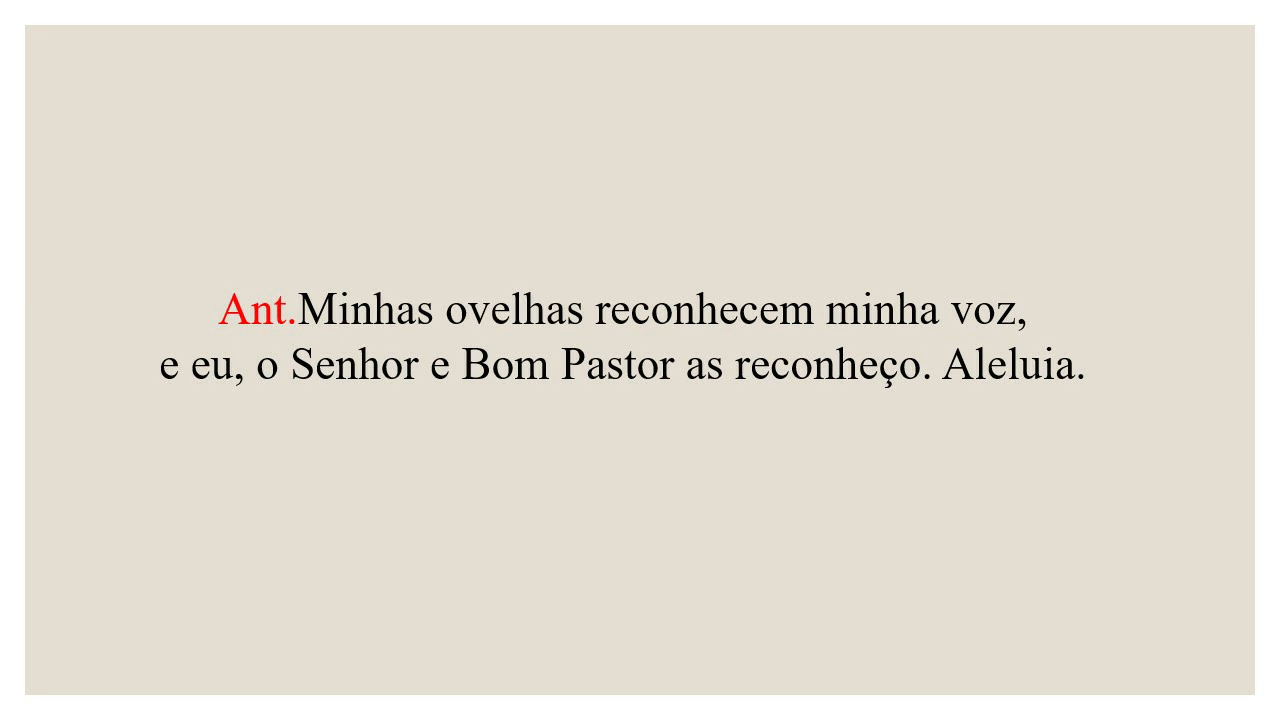 Ant.Minhas ovelhas reconhecem minha voz,
e eu, o Senhor e Bom Pastor as reconheço. Aleluia.